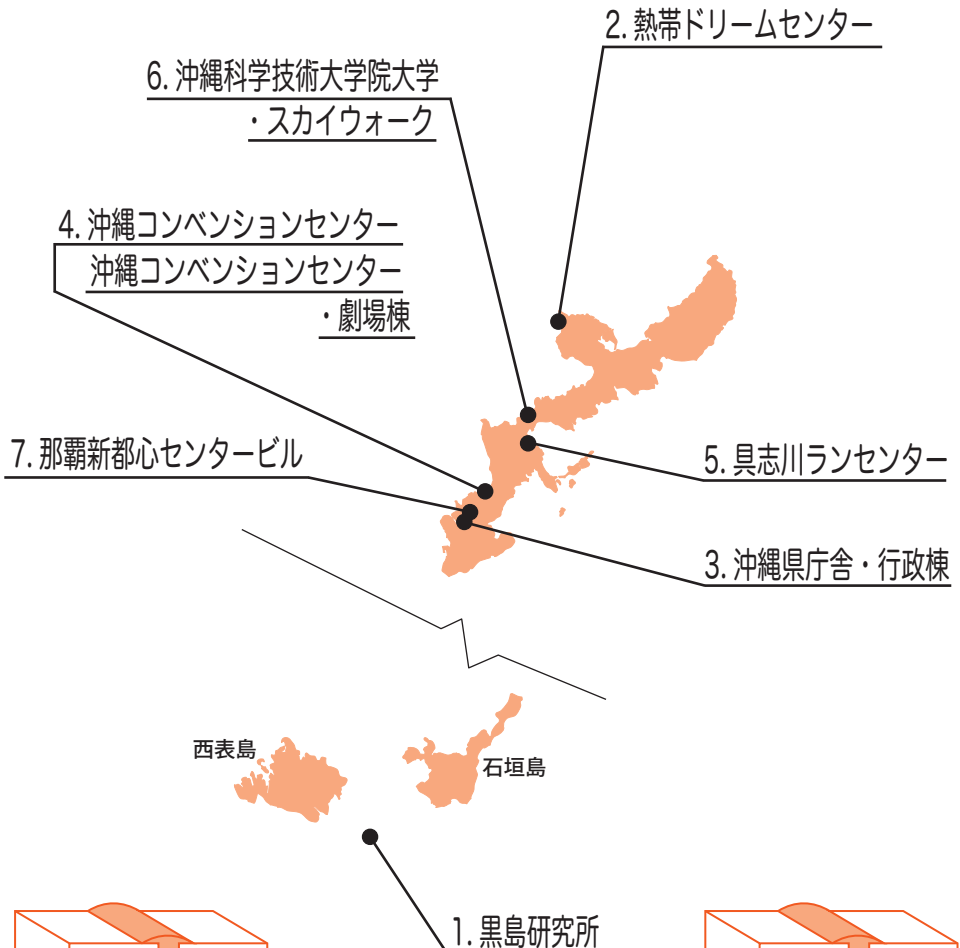 2. 熱帯ドリームセンター
6. 沖縄科学技術大学院大学
・スカイウォーク
4. 沖縄コンベンションセンター
沖縄コンベンションセンター
・劇場棟
7. 那覇新都心センタービル
5. 具志川ランセンター
3. 沖縄県庁舎・行政棟
西表島
石垣島
1. 黒島研究所